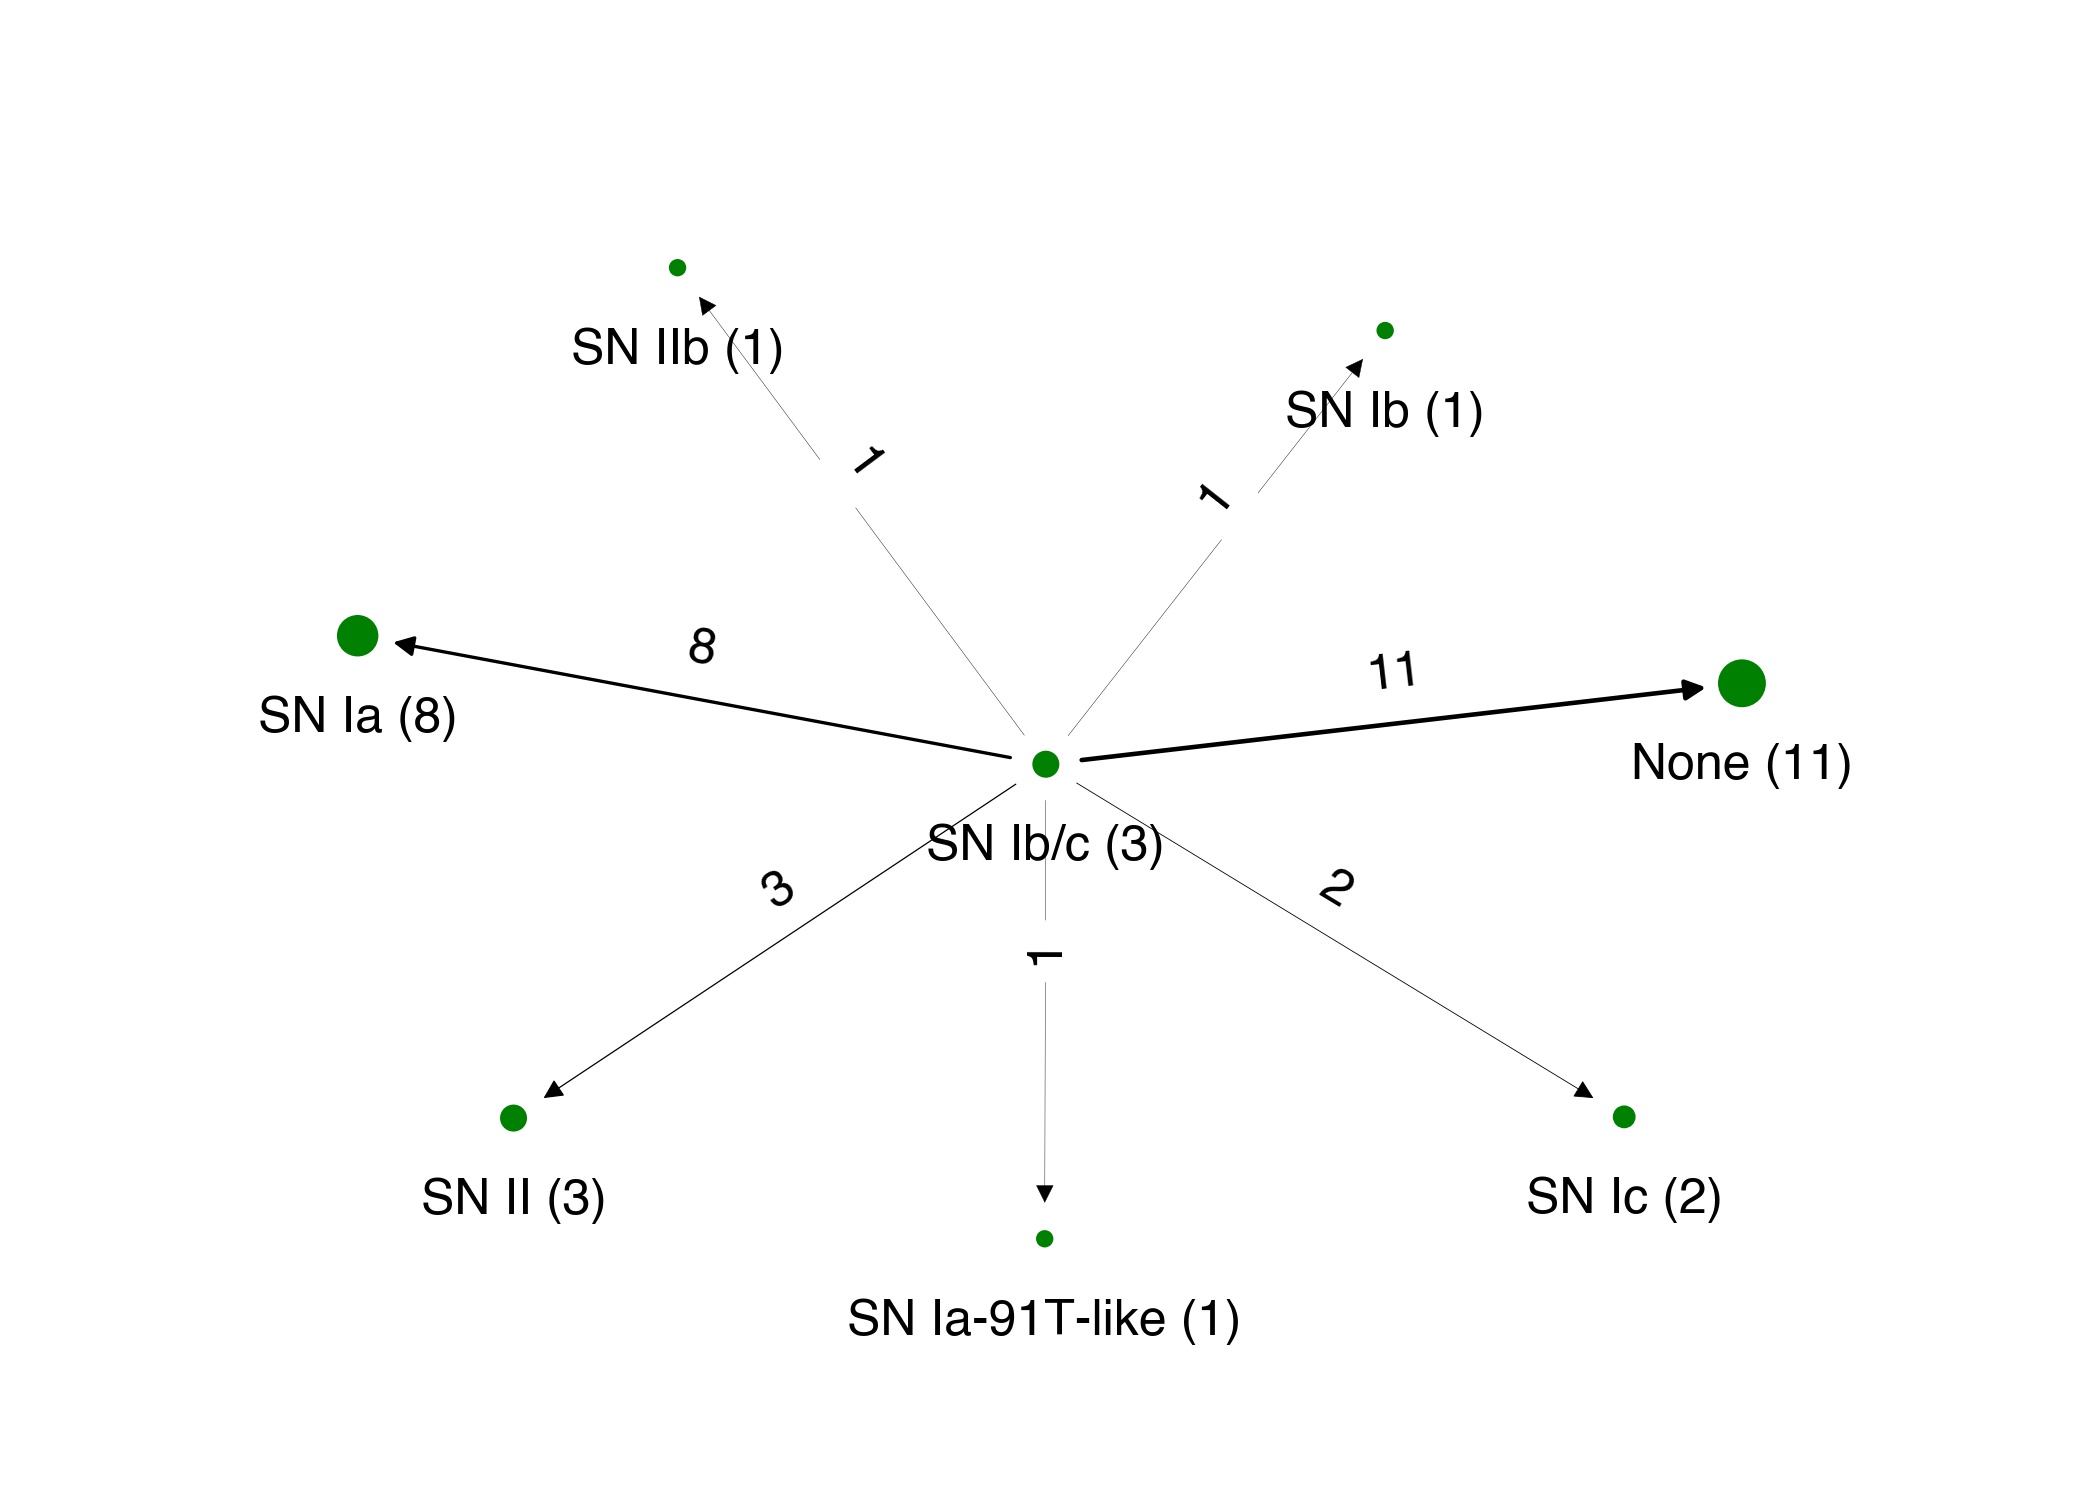 SN IIb (1)
SN Ib (1)
1
1
8
11
SN Ia (8)
None (11)
SN Ib/c (3)
3
2
1
SN II (3)
SN Ic (2)
SN Ia-91T-like (1)